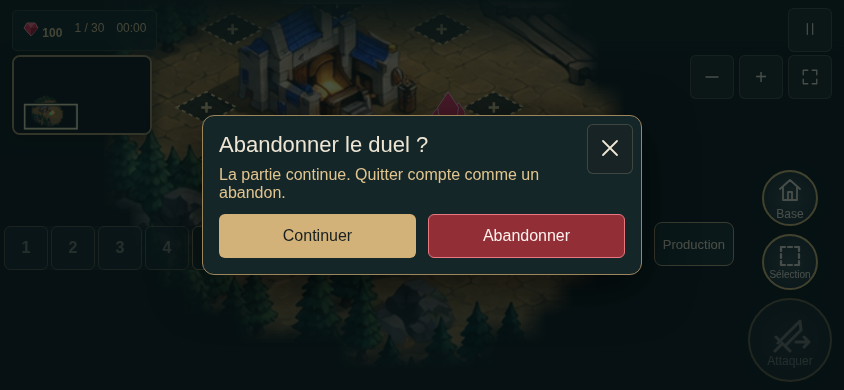 100 1 / 30 00:00
Abandonner le duel ?
La partie continue. Quitter compte comme un
abandon.
Continuer
Abandonner
1 2 3 4
Production
Base
Sélection
Attaquer